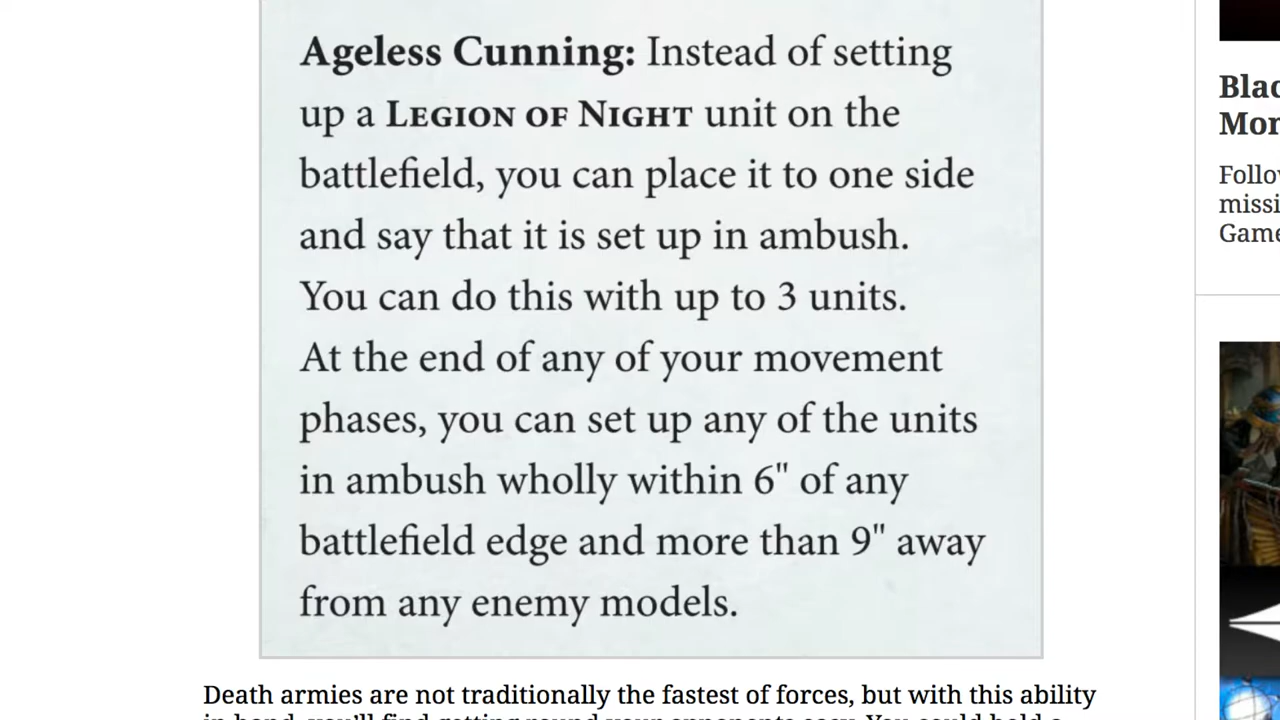 Ageless Cunning: Instead of setting
up a LEGION OF NIGHT unit on the
battlefield, you can place it to one side
and say that it is set up in ambush.
You can do this with up to 3 units.
At the end of any of your movement
phases, you can set up any of the units
in ambush wholly within 6" of any
battlefield edge and more than 9" away
from any enemy models.
Death armies are not traditionally the fastest of forces, but with this ability
Blac
Mor
Follov
missi
Game